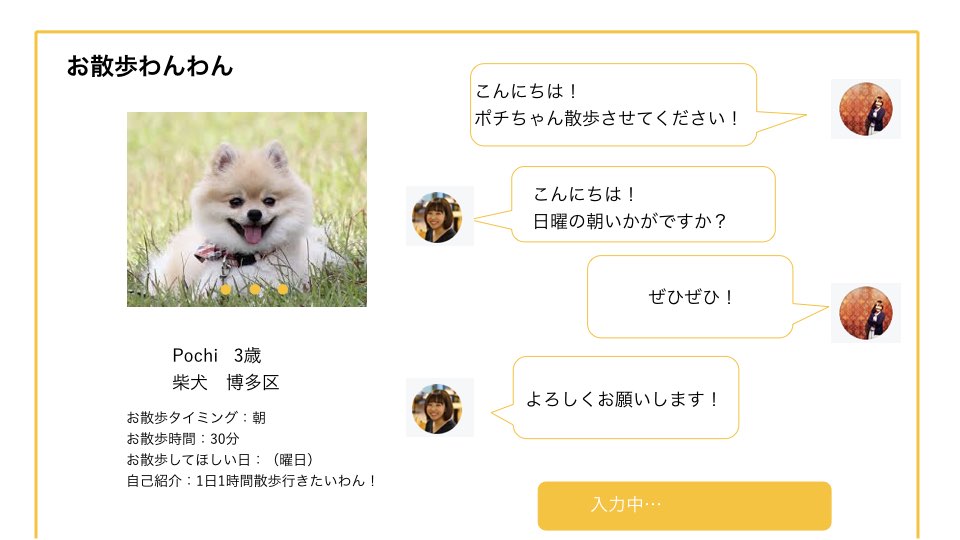 お散歩わんわん
Pochi 3歳
柴犬 博多区
お散歩タイミング：朝
お散歩時間：30分
お散歩してほしい日：（曜日）
自己紹介：1日1時間散歩行きたいわん！
こんにちは！
ポチちゃん散歩させてください！
こんにちは！
日曜の朝いかがですか？
ぜひぜひ！
よろしくお願いします！
入力中…